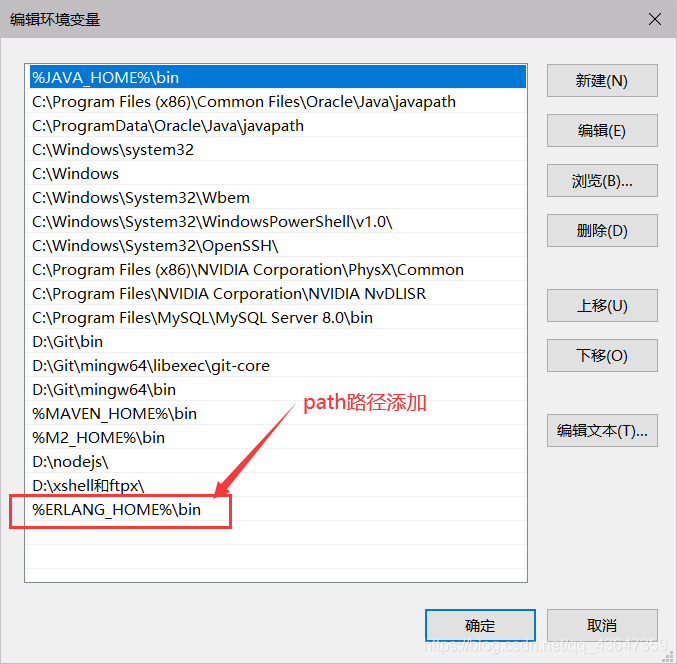 编辑环境变量
%JAVA_HOME%\bin
C:\Program Files (x86)\Common Files\Oracle\Java\javapath
C:\ProgramData\Oracle\Java\javapath
C:\Windows\system32
C:\Windows
C:\Windows\System32\Wbem
C:\Windows\System32\WindowsPowerShell\v1.0\
C:\Windows\System32\OpenSSH\
C:\Program Files (x86)\NVIDIA Corporation\PhysX\Common
C:\Program Files\NVIDIA Corporation\NVIDIA NvDLISR
C:\Program Files\MySQL\MySQL Server 8.0\bin
D:\Git\bin
D:\Git\mingw64\libexec\git-core
D:\Git\mingw64\bin
%MAVEN_HOME%\bin
%M2_HOME%\bin
D:\nodejs\
D:\xshell和ftpx\
%ERLANG_HOME%\bin
path路径添加
新建(N)
编辑(E)
浏览(B)...
删除(D)
上移(U)
下移(O)
编辑文本(T)...
确定
取消
https://blog.csdn.net/qq_43647359